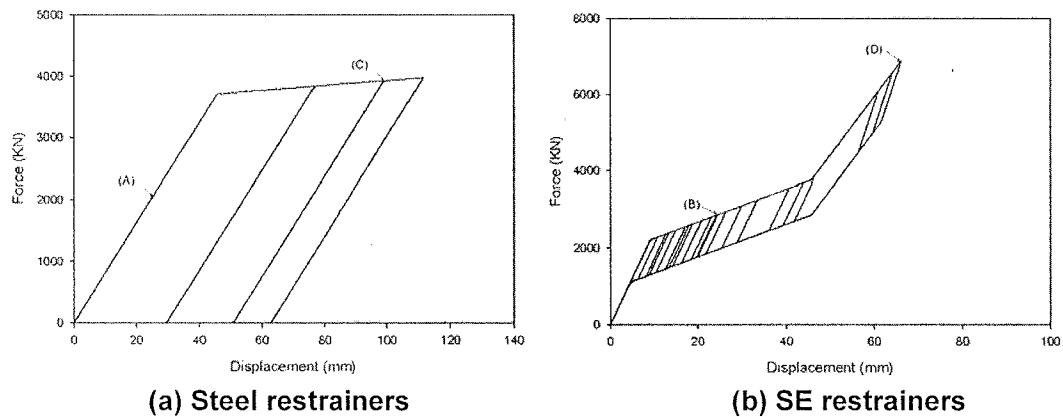 5000
4000
3000
2000
1000
0
Force (KN)
(A)
(C)
0 20 40 60 80 100 120 140
Displacement (mm)
(a) Steel restrainers
8000
6000
4000
2000
0
Force (KN)
(B)
(D)
0 20 40 60 80 100
Displacement (mm)
(b) SE restrainers